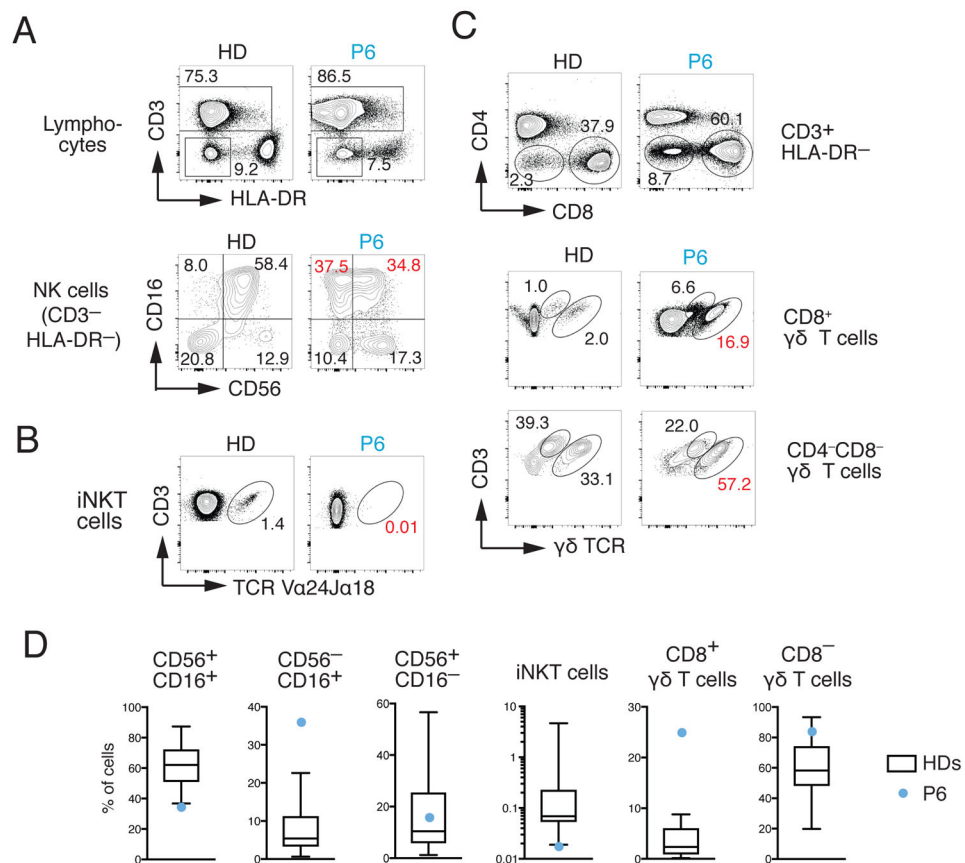 A
HD
P6
75.3
86.5
CD3
Lympho-
cytes
9.2
7.5
HLA-DR
HD
P6
8.0
58.4
37.5
34.8
CD16
NK cells
(CD3–
HLA-DR–)
20.8
12.9
10.4
17.3
CD56
B
HD
P6
CD3
iNKT
cells
1.4
0.01
TCR Vα24Jα18
C
HD
P6
CD4
37.9
60.1
CD3+
HLA-DR–
2.3
8.7
CD8
HD
P6
1.0
6.6
CD8+
γδ T cells
2.0
16.9
39.3
22.0
CD4–CD8–
γδ T cells
CD3
33.1
57.2
γδ TCR
D
CD56+
CD16+
CD56–
CD16+
CD56+
CD16–
iNKT cells
CD8+
γδ T cells
CD8–
γδ T cells
% of cells
100
80
60
40
20
0
40
30
20
10
0
60
40
20
0
10
1
0.1
0.01
40
30
20
10
0
100
80
60
40
20
0
HDs
P6